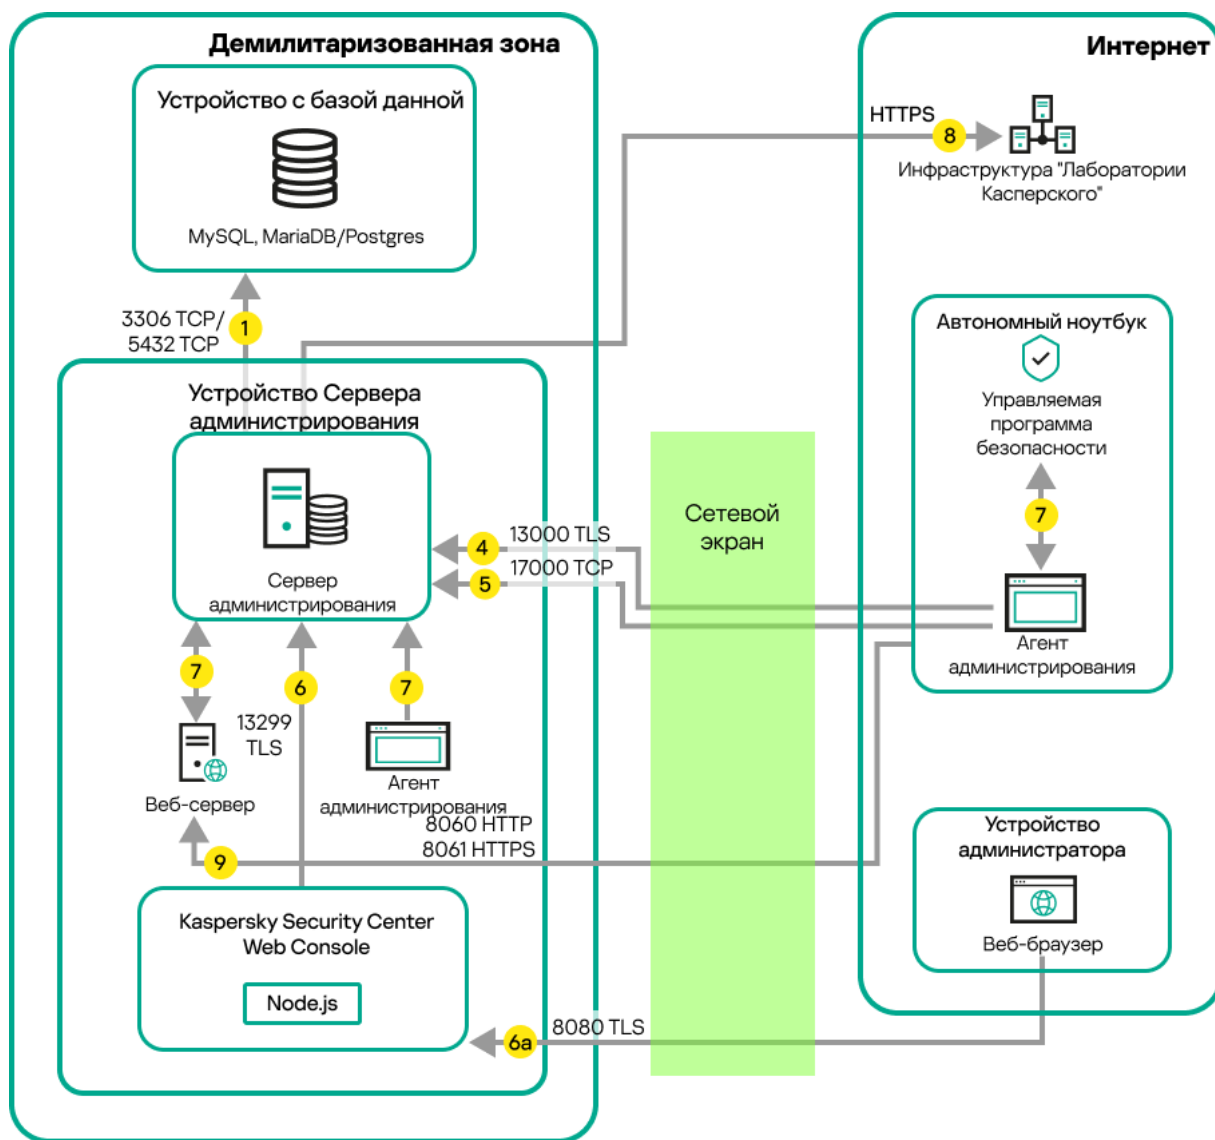 Демилитаризованная зона
Интернет
Устройство с базой данной
MySQL, MariaDB/Postgres
HTTPS
8
Инфраструктура "Лаборатории
Касперского"
3306 TCP/
5432 TCP
1
Автономный ноутбук
Управляемая
программа
безопасности
7
Агент
администрирования
Устройство Сервера
администрирования
Сервер
администрирования
Сетевой
экран
4
13000 TLS
5
17000 TCP
7
6
7
13299
TLS
Веб-сервер
Агент
администрирования
8060 HTTP
8061 HTTPS
9
Устройство
администратора
Веб-браузер
Kaspersky Security Center
Web Console
Node.js
6a
8080 TLS